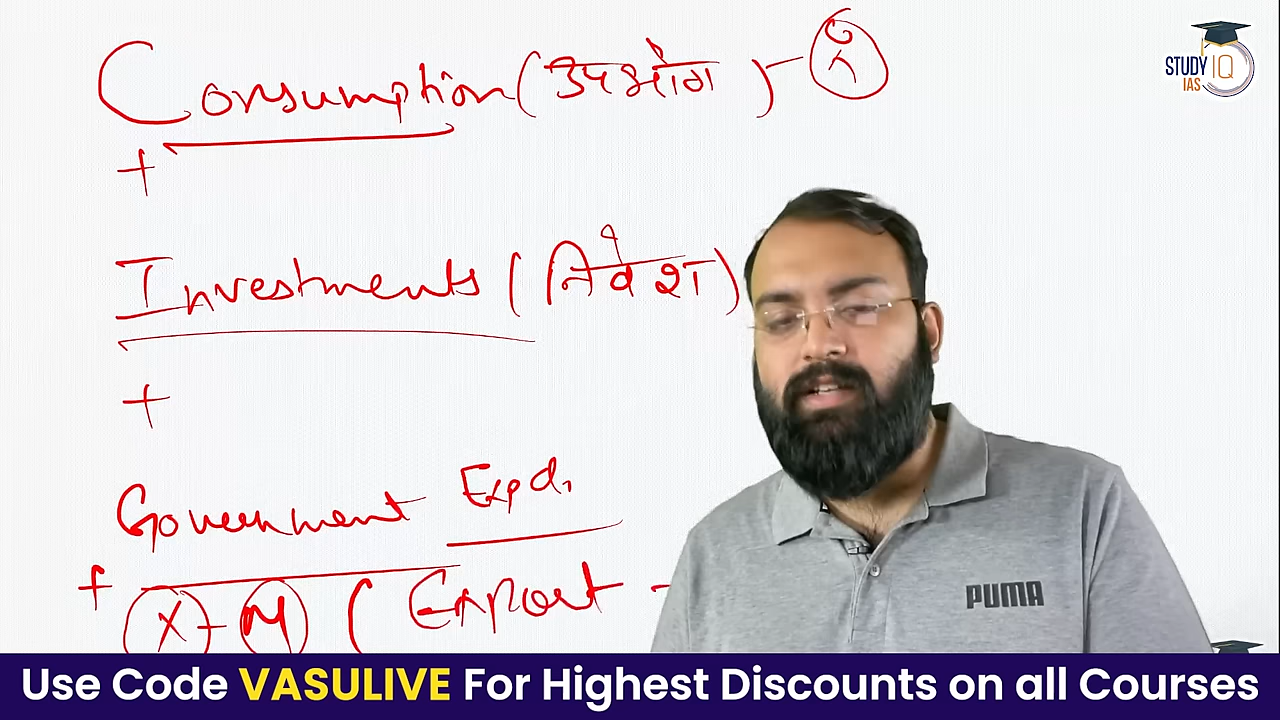 Consumption (उपभोग) -
STUDY IQ
IAS
+
Investments (निवेश)
+
Government Expd.
+
X - M ( Export -
PUMA
Use Code VASULIVE For Highest Discounts on all Courses